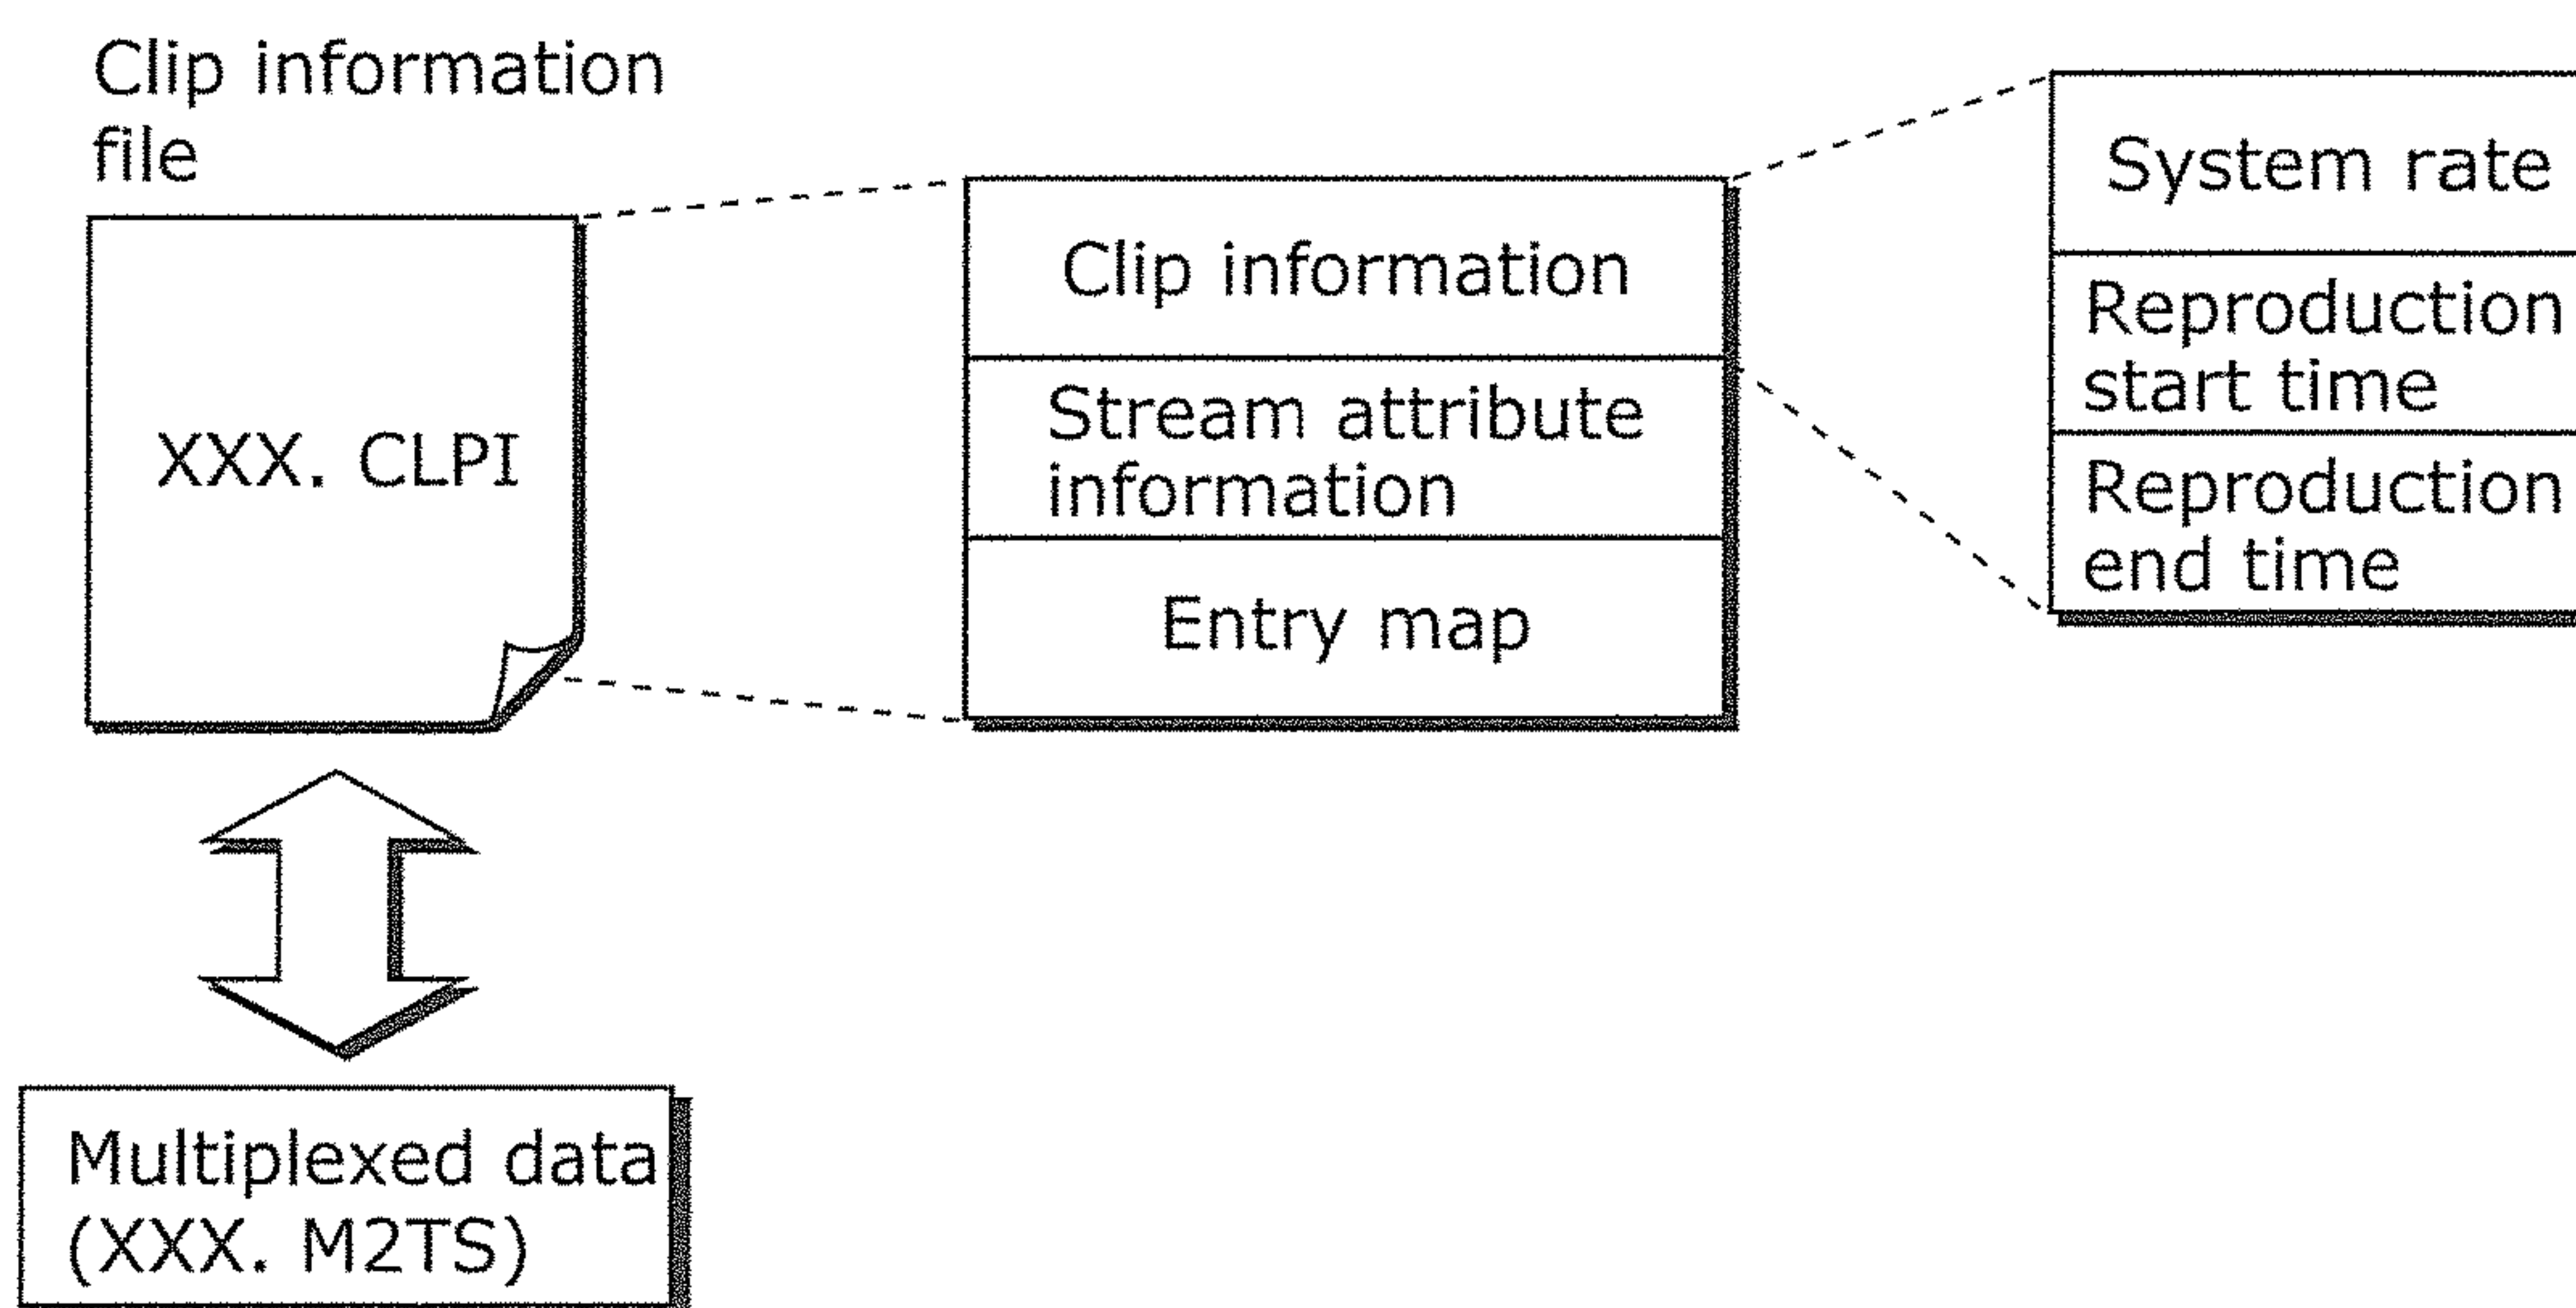 Clip information
file
XXX. CLPI
Clip information
Stream attribute
information
Entry map
System rate
Reproduction
start time
Reproduction
end time
Multiplexed data
(XXX. M2TS)